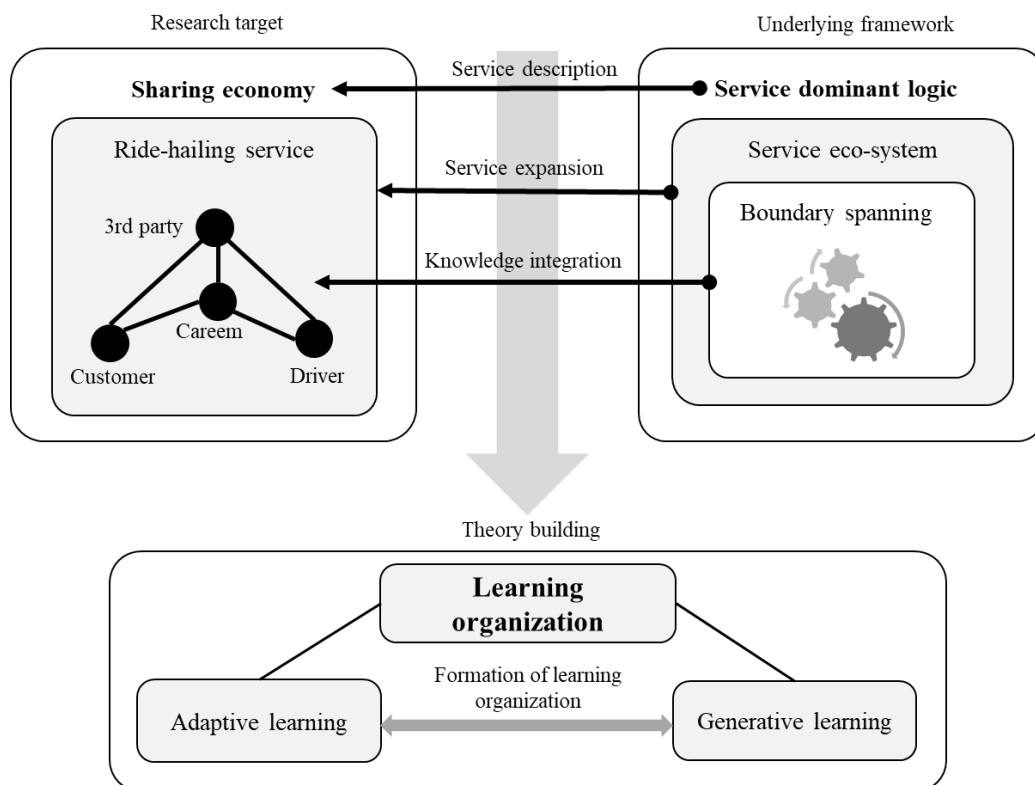 Research target
Underlying framework
Service description
Sharing economy
Service dominant logic
Ride-hailing service
Service expansion
Service eco-system
3rd party
Boundary spanning
Knowledge integration
Careem
Customer
Driver
Theory building
Learning
organization
Formation of learning
organization
Adaptive learning
Generative learning